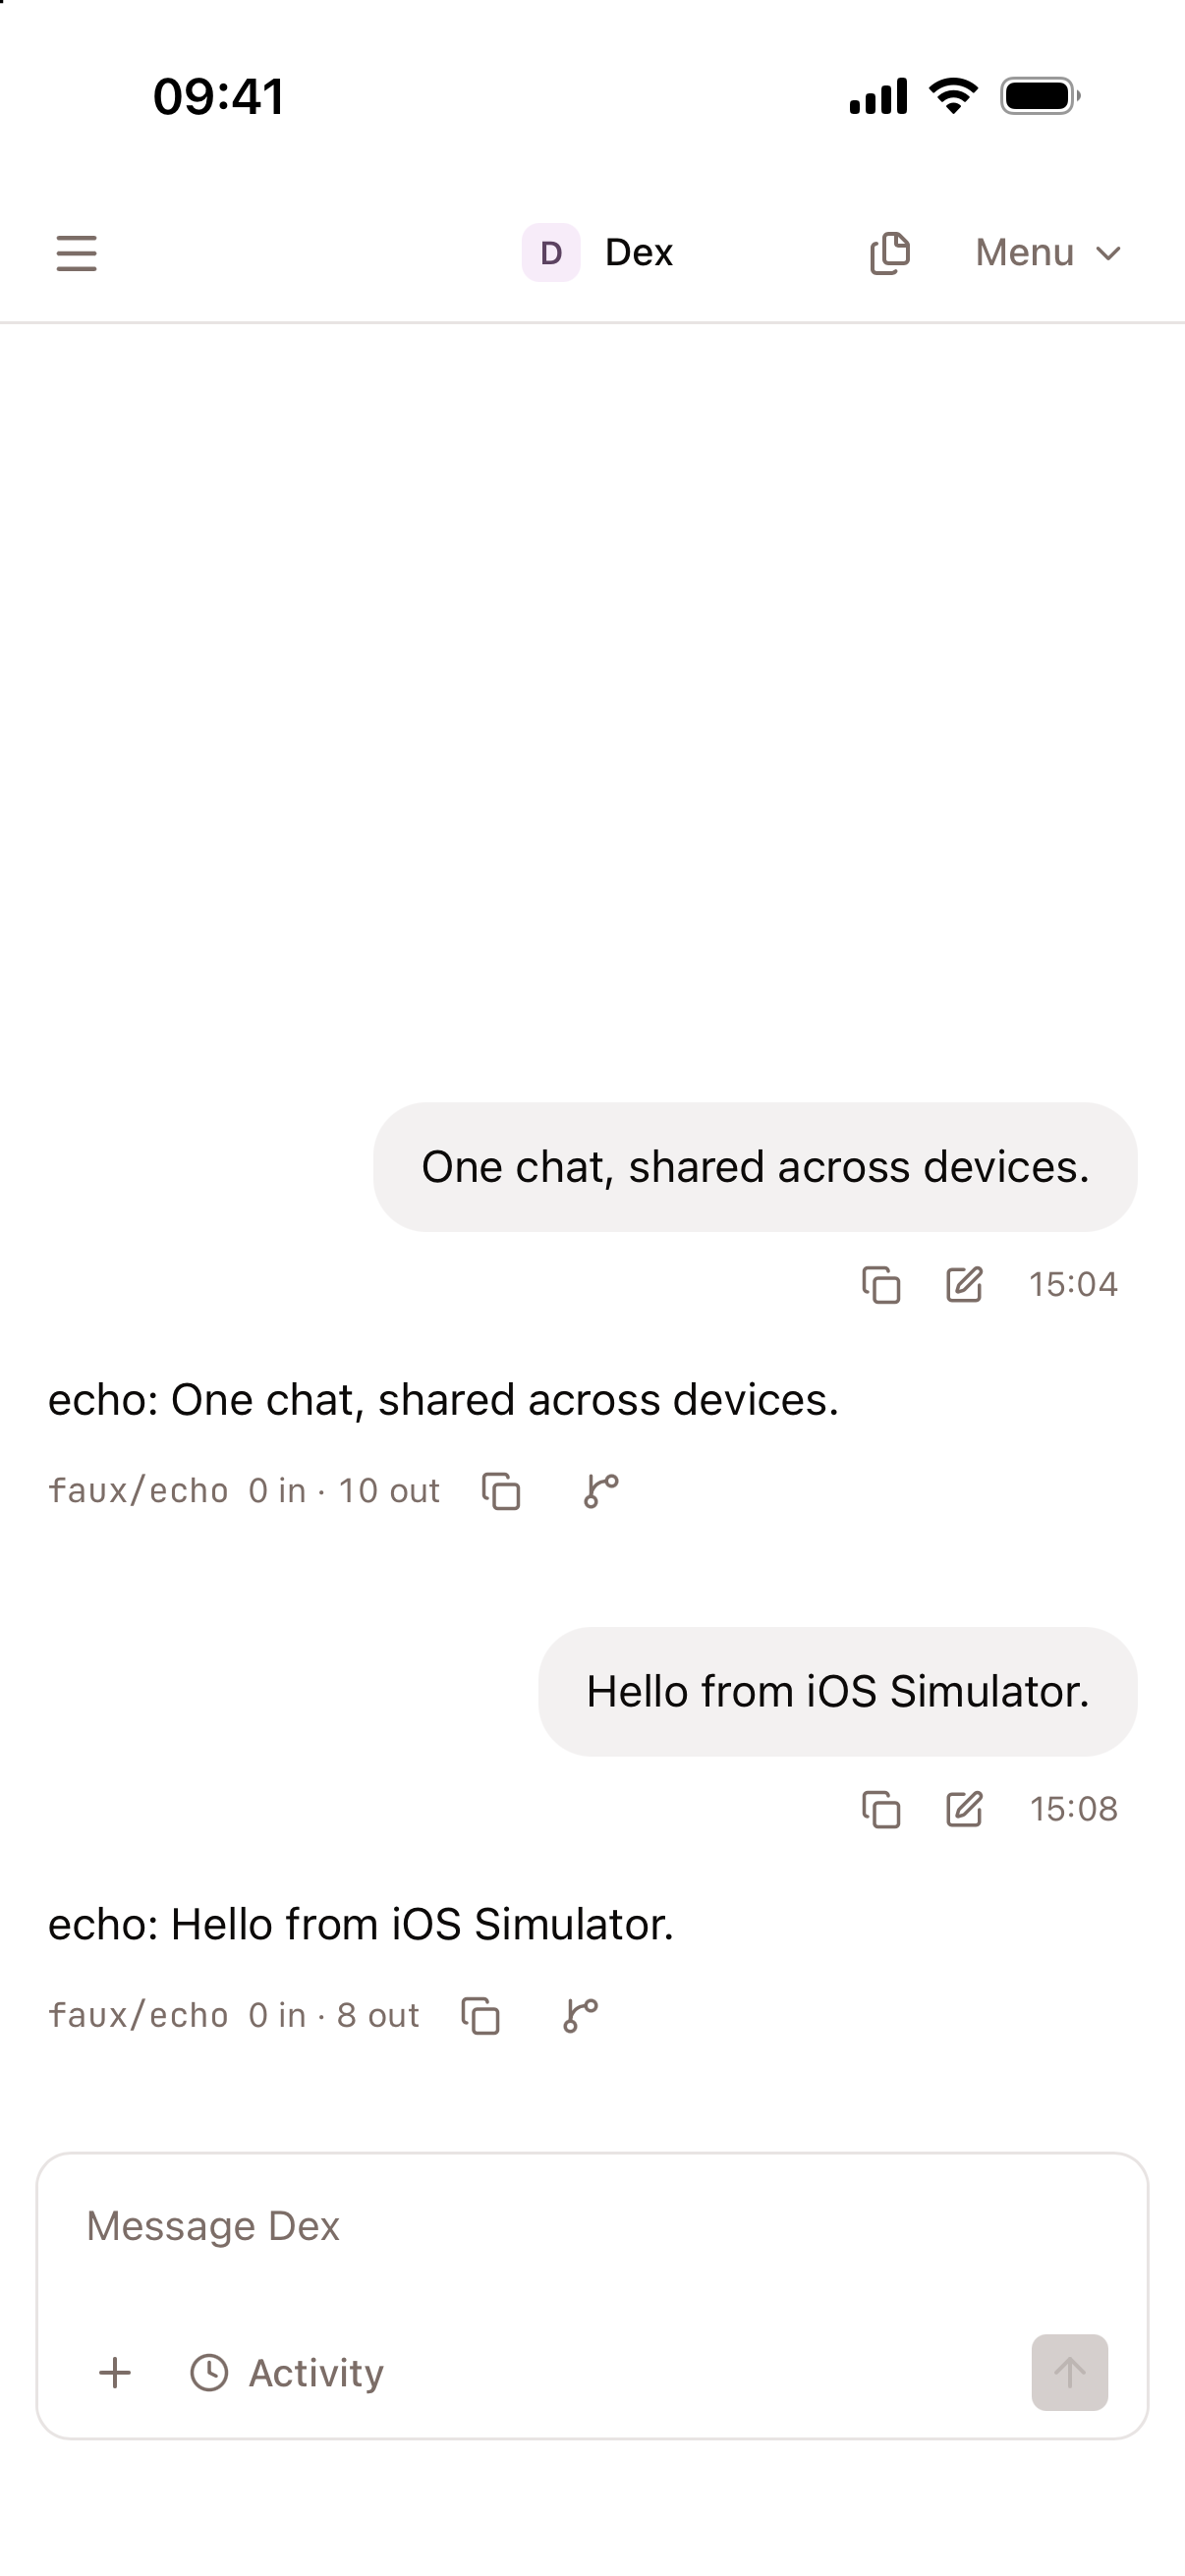 09:41
D Dex Menu
One chat, shared across devices.
15:04
echo: One chat, shared across devices.
faux/echo 0 in · 10 out
Hello from iOS Simulator.
15:08
echo: Hello from iOS Simulator.
faux/echo 0 in · 8 out
Message Dex
Activity